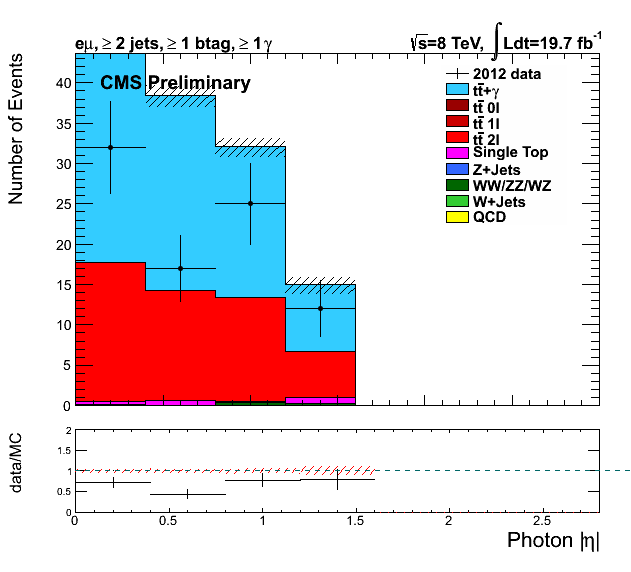 eμ, ≥ 2 jets, ≥ 1 btag, ≥ 1γ
√s=8 TeV, ∫ Ldt=19.7 fb⁻¹
CMS Preliminary
Number of Events
40
35
30
25
20
15
10
5
0
2012 data
tt̄+γ
tt̄ 0l
tt̄ 1l
tt̄ 2l
Single Top
Z+Jets
WW/ZZ/WZ
W+Jets
QCD
data/MC
2
1.5
1
0.5
0
0 0.5 1 1.5 2 2.5
Photon |η|